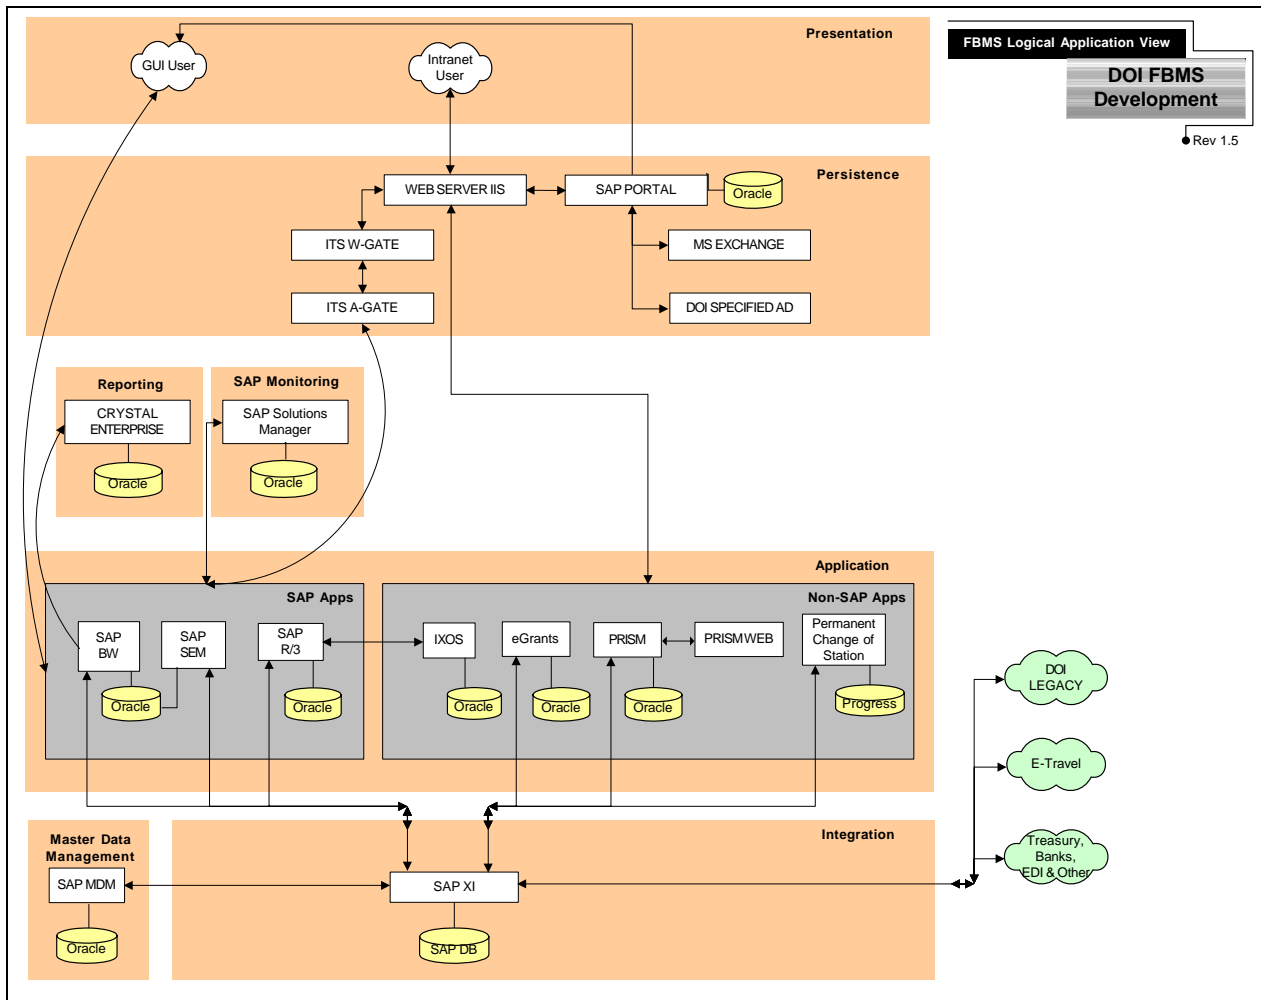 Presentation
FBMS Logical Application View
DOI FBMS
Development
Rev 1.5
GUI User
Intranet
User
Persistence
WEB SERVER IIS
SAP PORTAL
Oracle
ITS W-GATE
MS EXCHANGE
ITS A-GATE
DOI SPECIFIED AD
Reporting
CRYSTAL
ENTERPRISE
Oracle
SAP Monitoring
SAP Solutions
Manager
Oracle
Application
SAP Apps
SAP
BW
SAP
SEM
SAP
R/3
Oracle
Oracle
Non-SAP Apps
IXOS
eGrants
PRISM
PRISM WEB
Permanent
Change of
Station
Oracle
Oracle
Oracle
Progress
DOI
LEGACY
E-Travel
Treasury,
Banks,
EDI & Other
Master Data
Management
SAP MDM
Oracle
Integration
SAP XI
SAP DB